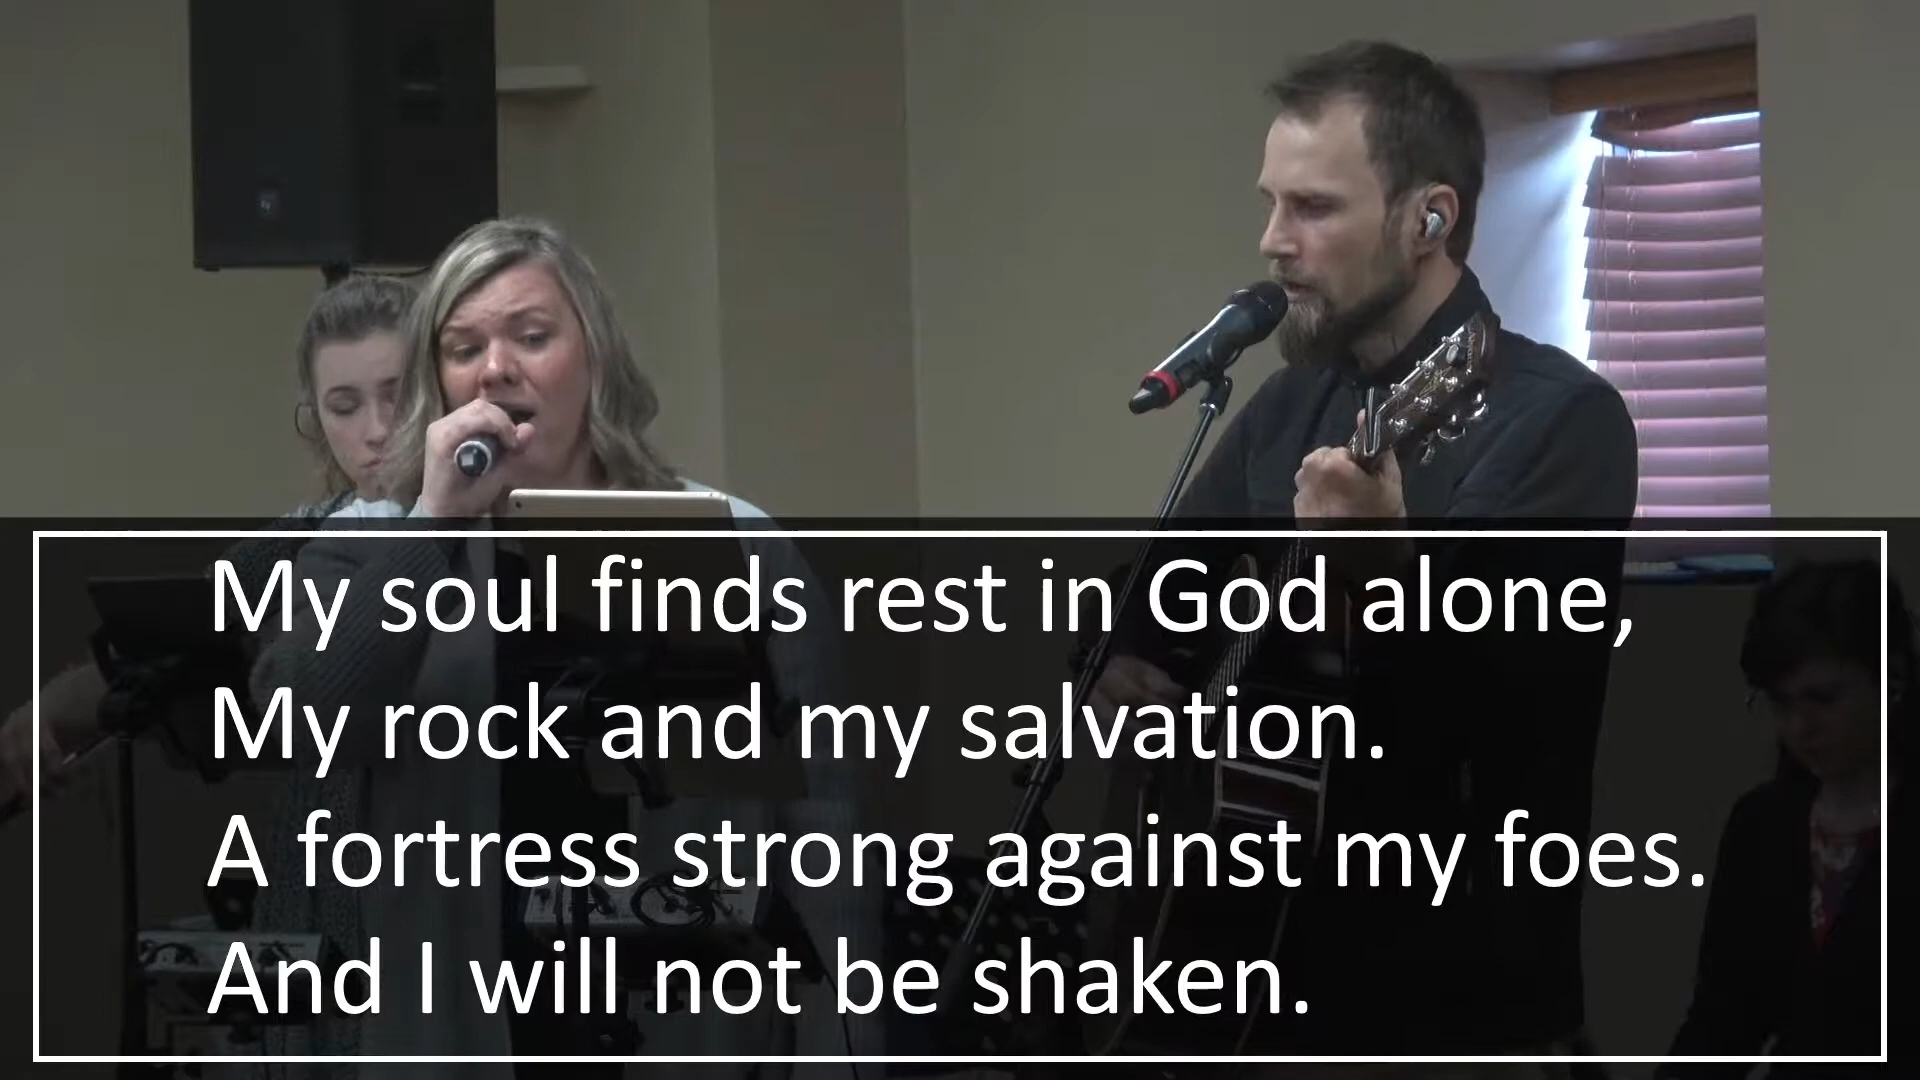 My soul finds rest in God alone,
My rock and my salvation.
A fortress strong against my foes.
And I will not be shaken.